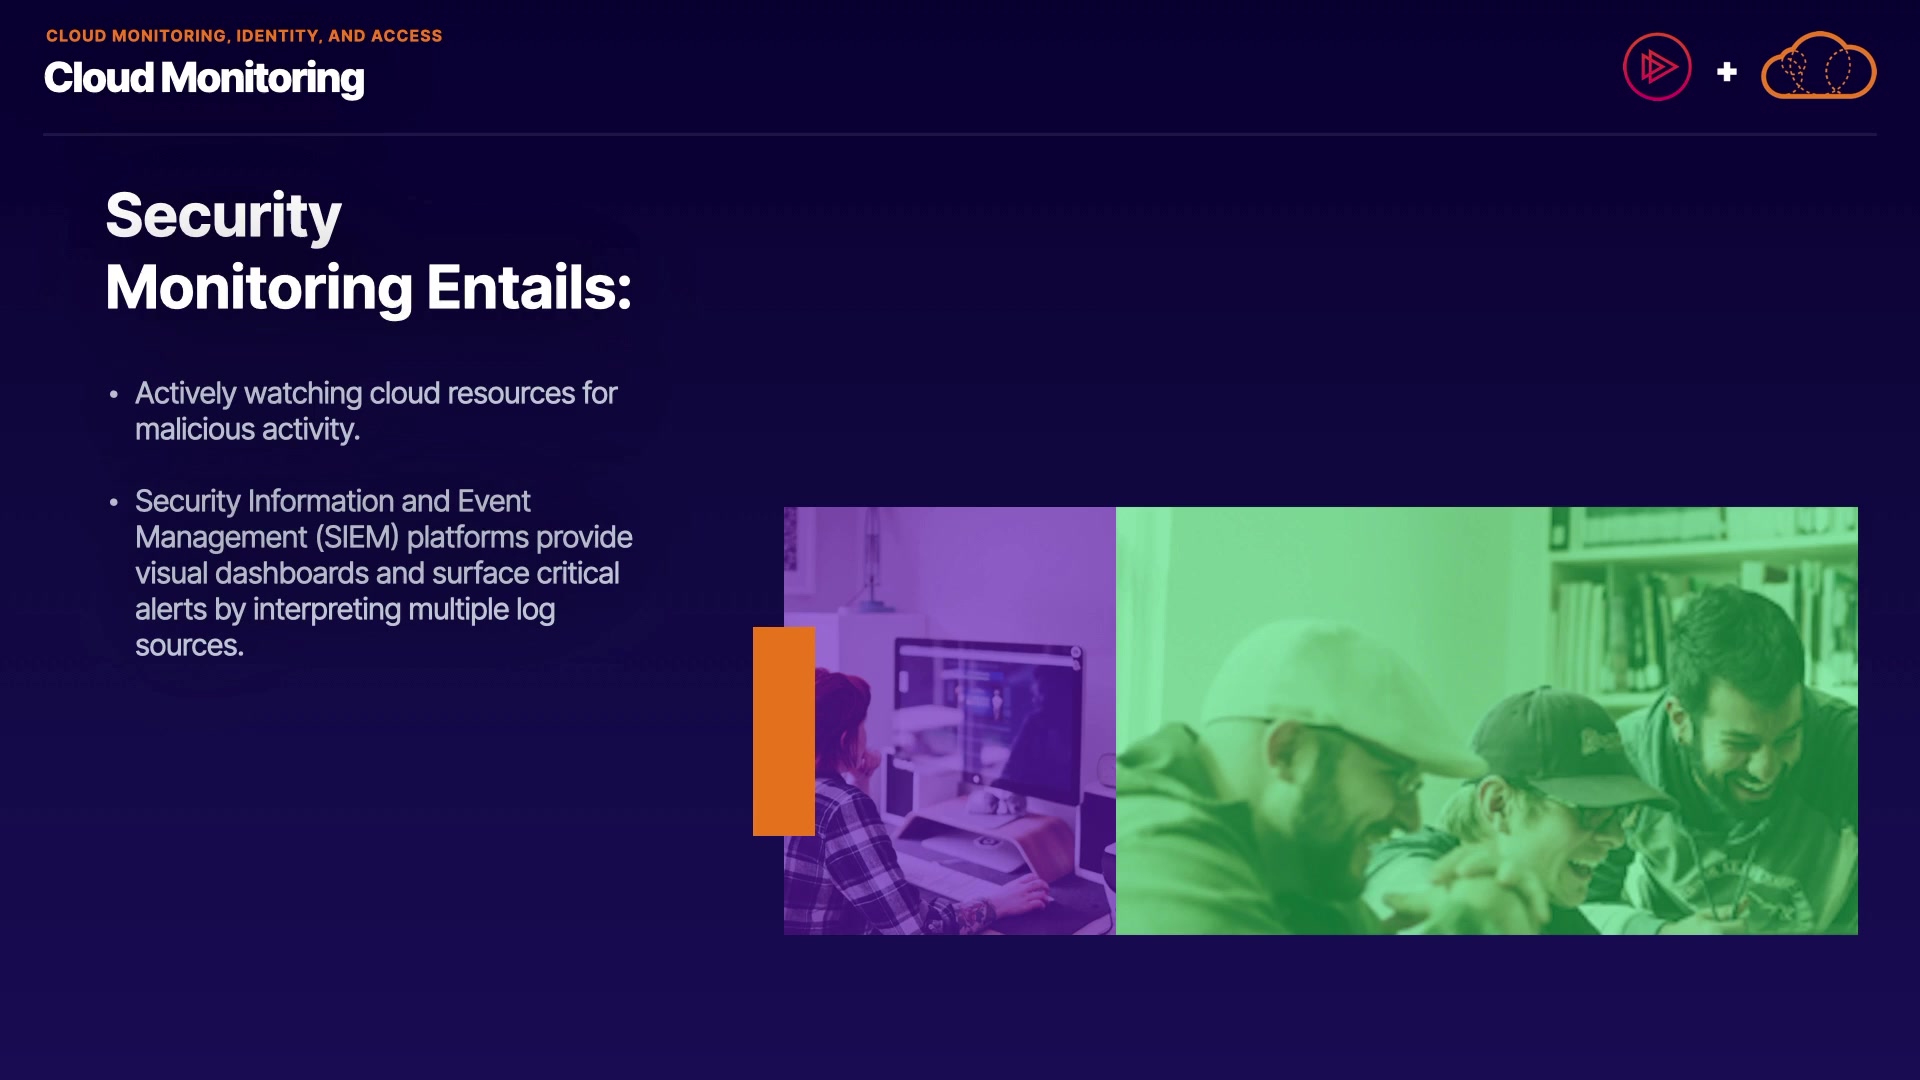 CLOUD MONITORING, IDENTITY, AND ACCESS
Cloud Monitoring
Security
Monitoring Entails:
• Actively watching cloud resources for
malicious activity.
• Security Information and Event
Management (SIEM) platforms provide
visual dashboards and surface critical
alerts by interpreting multiple log
sources.